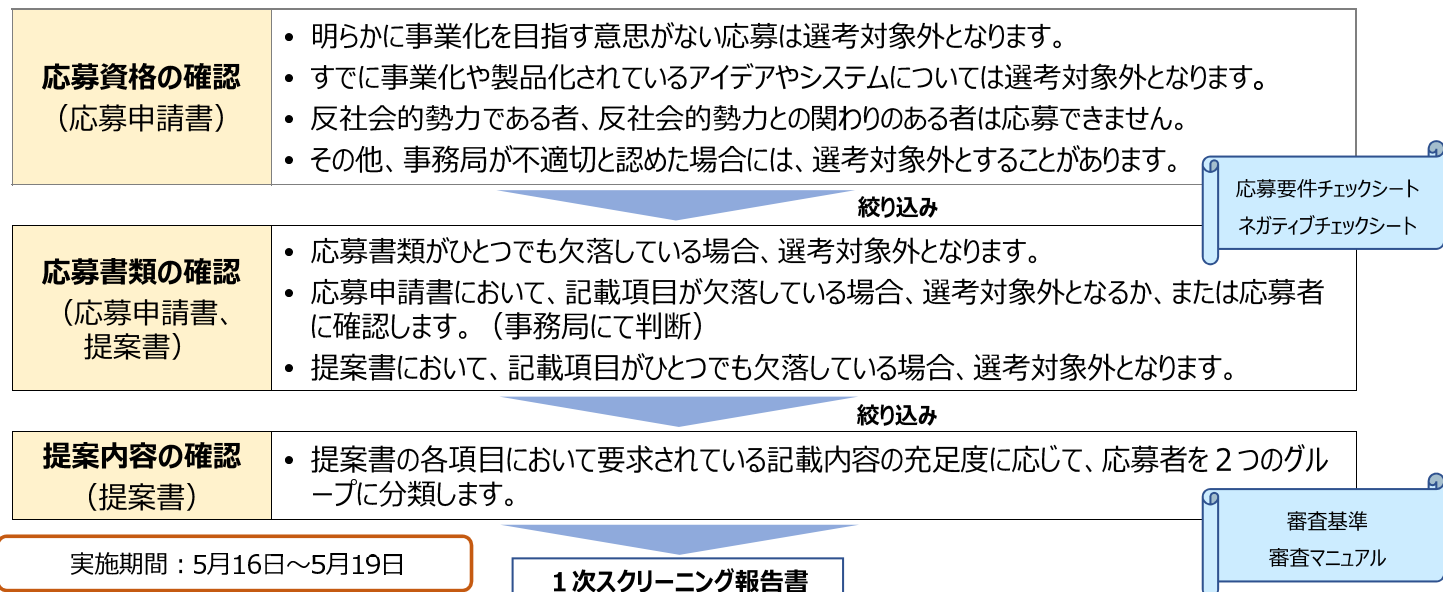 応募資格の確認
（応募申請書）
• 明らかに事業化を目指す意思がない応募は選考対象外となります。
• すでに事業化や製品化されているアイデアやシステムについては選考対象外となります。
• 反社会的勢力である者、反社会的勢力との関わりのある者は応募できません。
• その他、事務局が不適切と認めた場合には、選考対象外とすることがあります。
応募要件チェックシート
ネガティブチェックシート
絞り込み
応募書類の確認
（応募申請書、
提案書）
• 応募書類がひとつでも欠落している場合、選考対象外となります。
• 応募申請書において、記載項目が欠落している場合、選考対象外となるか、または応募者
に確認します。（事務局にて判断）
• 提案書において、記載項目がひとつでも欠落している場合、選考対象外となります。
絞り込み
提案内容の確認
（提案書）
• 提案書の各項目において要求されている記載内容の充足度に応じて、応募者を２つのグル
ープに分類します。
審査基準
審査マニュアル
実施期間：5月16日～5月19日
１次スクリーニング報告書